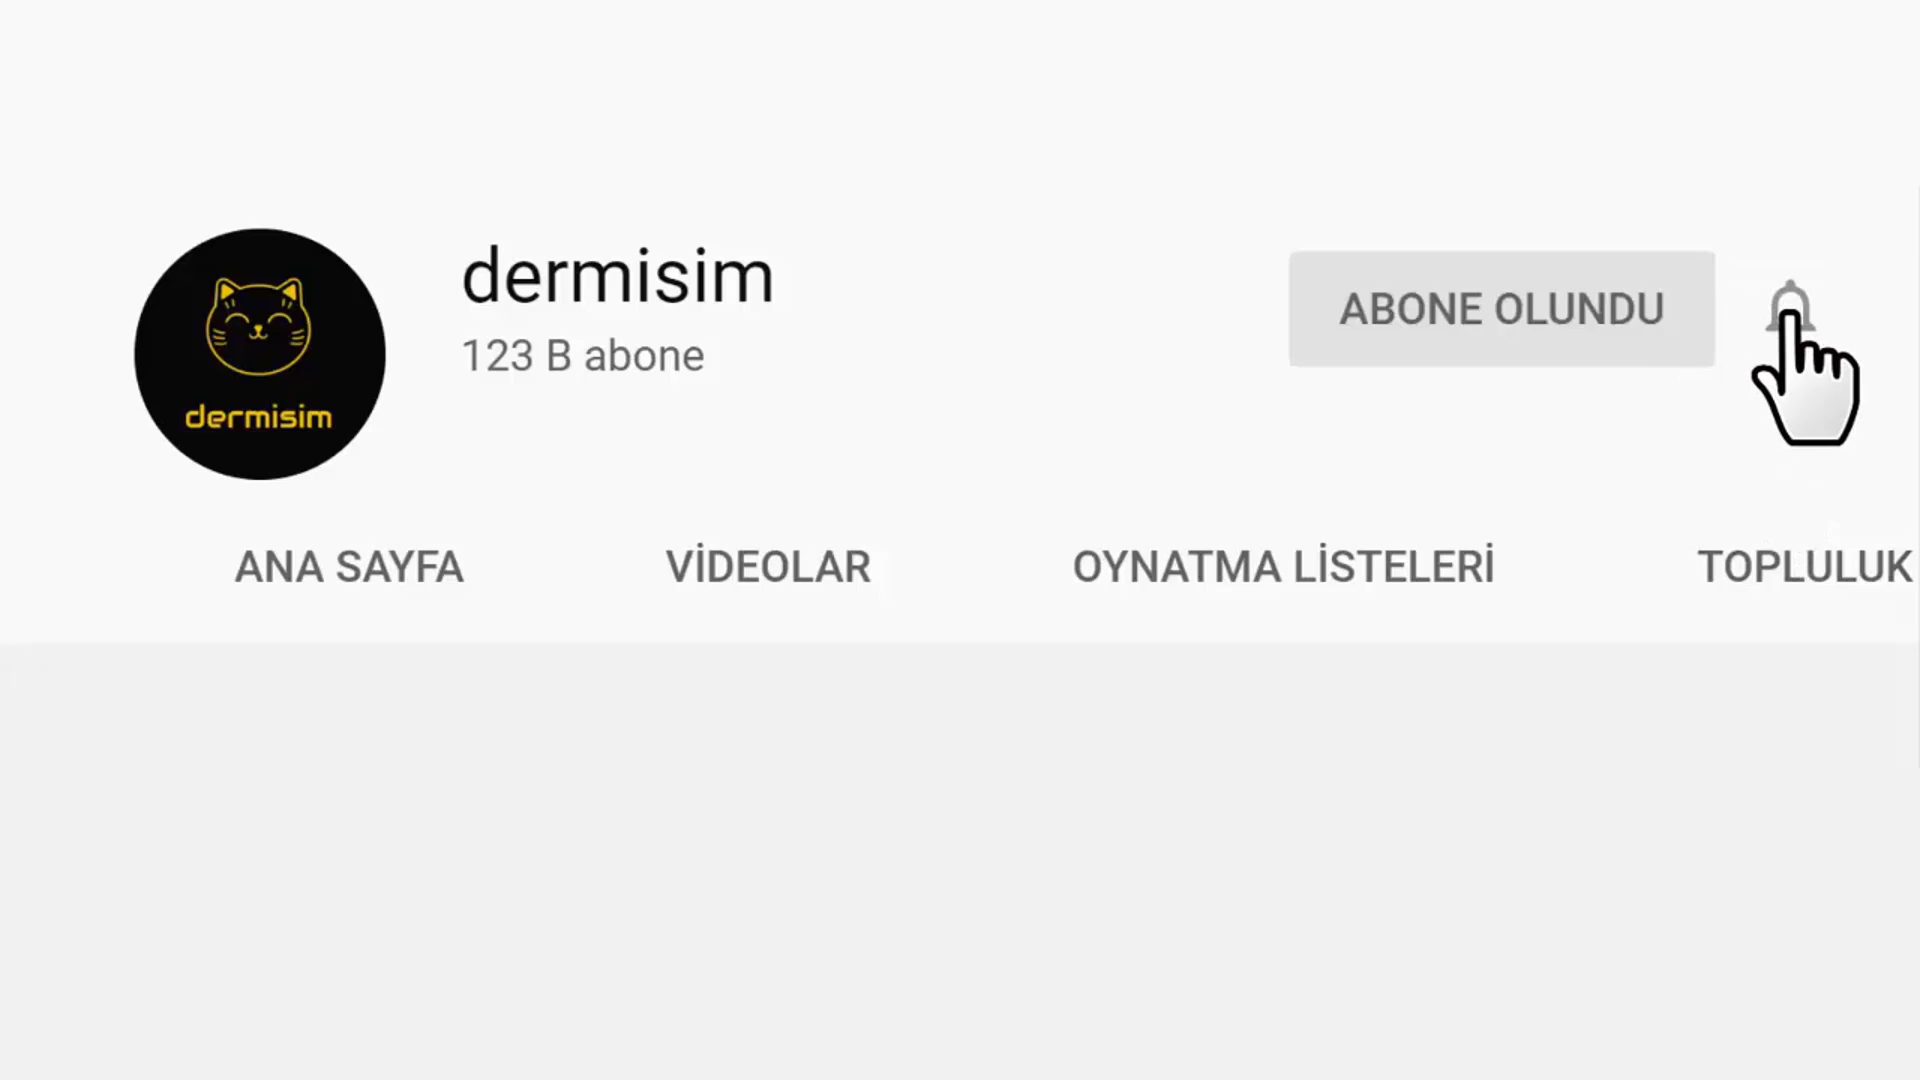 dermisim
dermisim
123 B abone
ABONE OLUNDU
ANA SAYFA
VİDEOLAR
OYNATMA LİSTELERİ
TOPLULUK